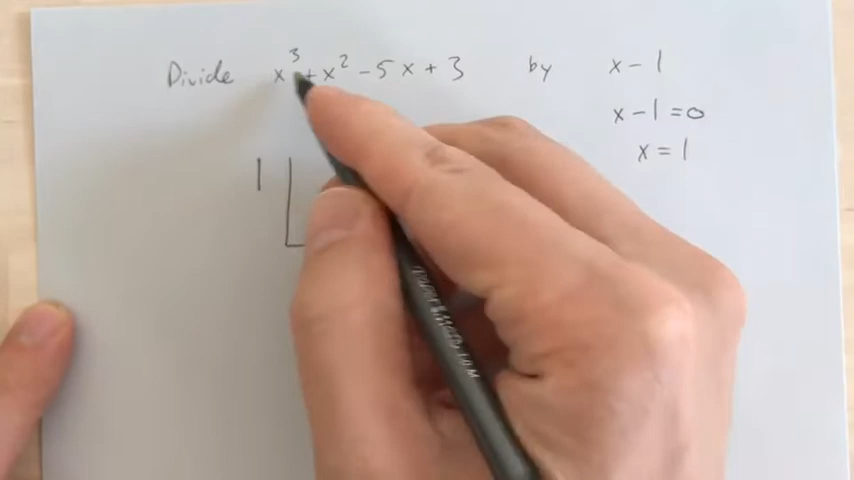 Divide x³ + x² - 5x + 3 by x - 1
x - 1 = 0
x = 1
1